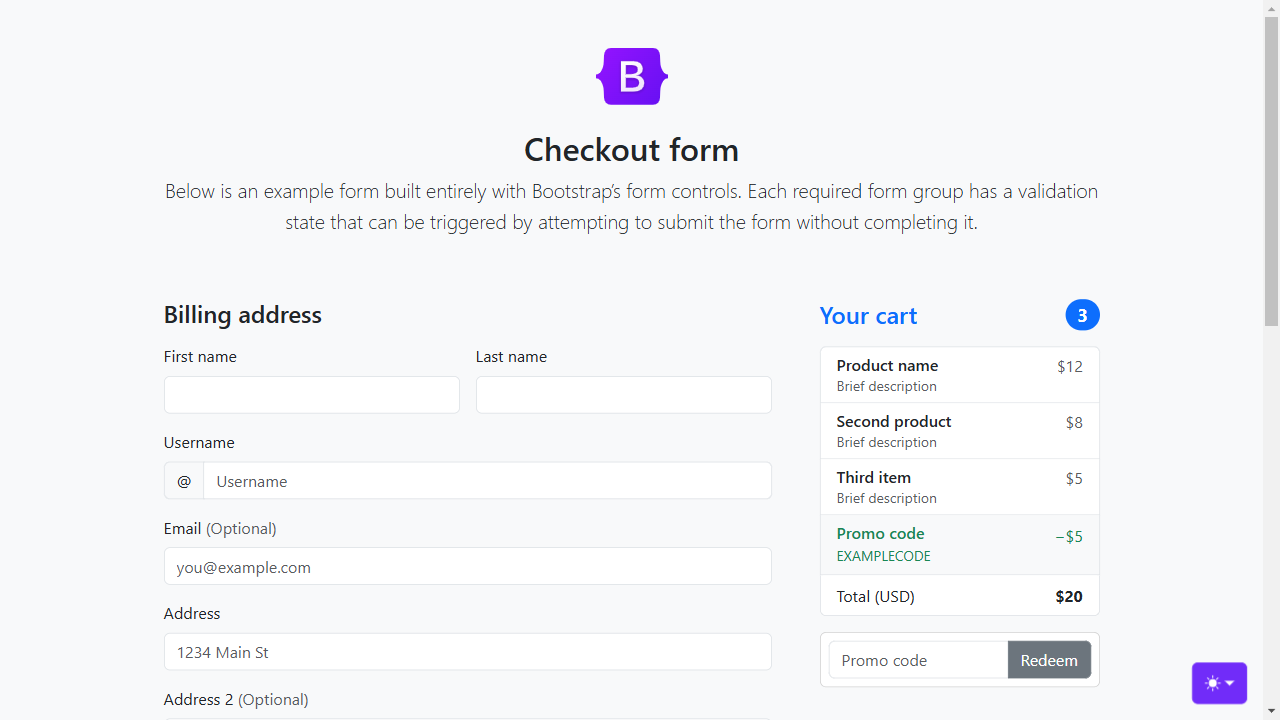 B
Checkout form
Below is an example form built entirely with Bootstrap’s form controls. Each required form group has a validation
state that can be triggered by attempting to submit the form without completing it.
Billing address
First name
Last name
Username
@ Username
Email (Optional)
you@example.com
Address
1234 Main St
Address 2 (Optional)
Your cart 3
Product name $12
Brief description
Second product $8
Brief description
Third item $5
Brief description
Promo code −$5
EXAMPLECODE
Total (USD) $20
Promo code Redeem